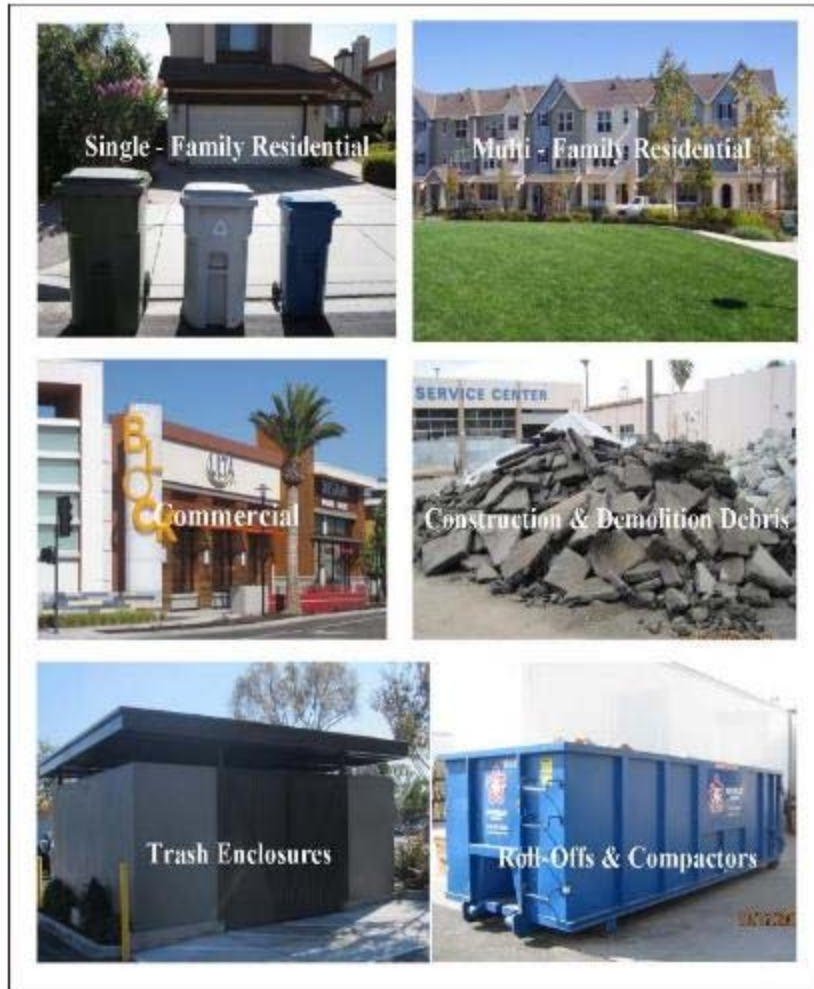 Single - Family Residential
Multi - Family Residential
BLOCK
Commercial
SERVICE CENTER
Construction & Demolition Debris
Trash Enclosures
Roll-Offs & Compactors